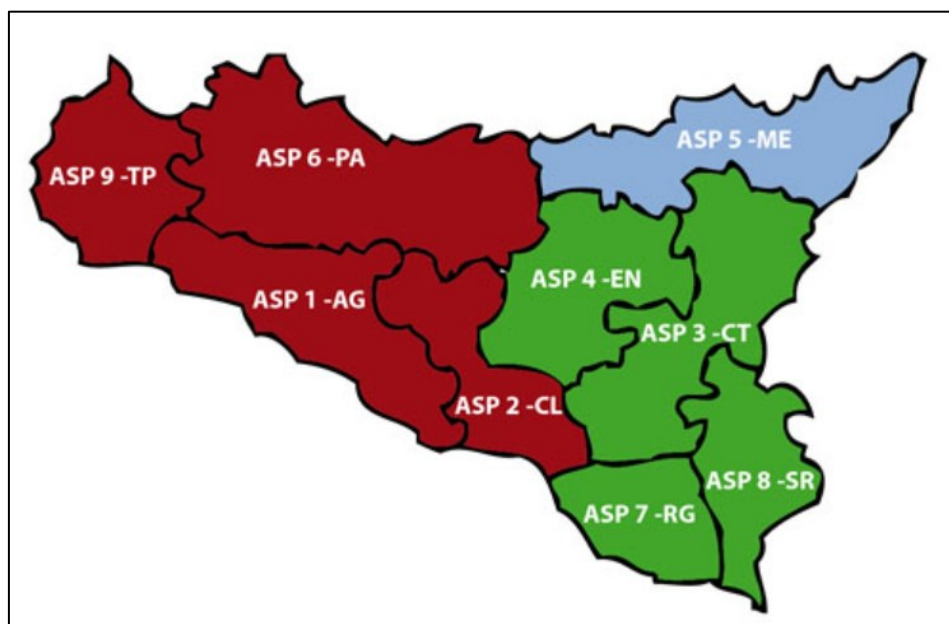 ASP 5 -ME
ASP 6 -PA
ASP 9 -TP
ASP 4 -EN
ASP 1 -AG
ASP 3 -CT
ASP 2 -CL
ASP 8 -SR
ASP 7 -RG